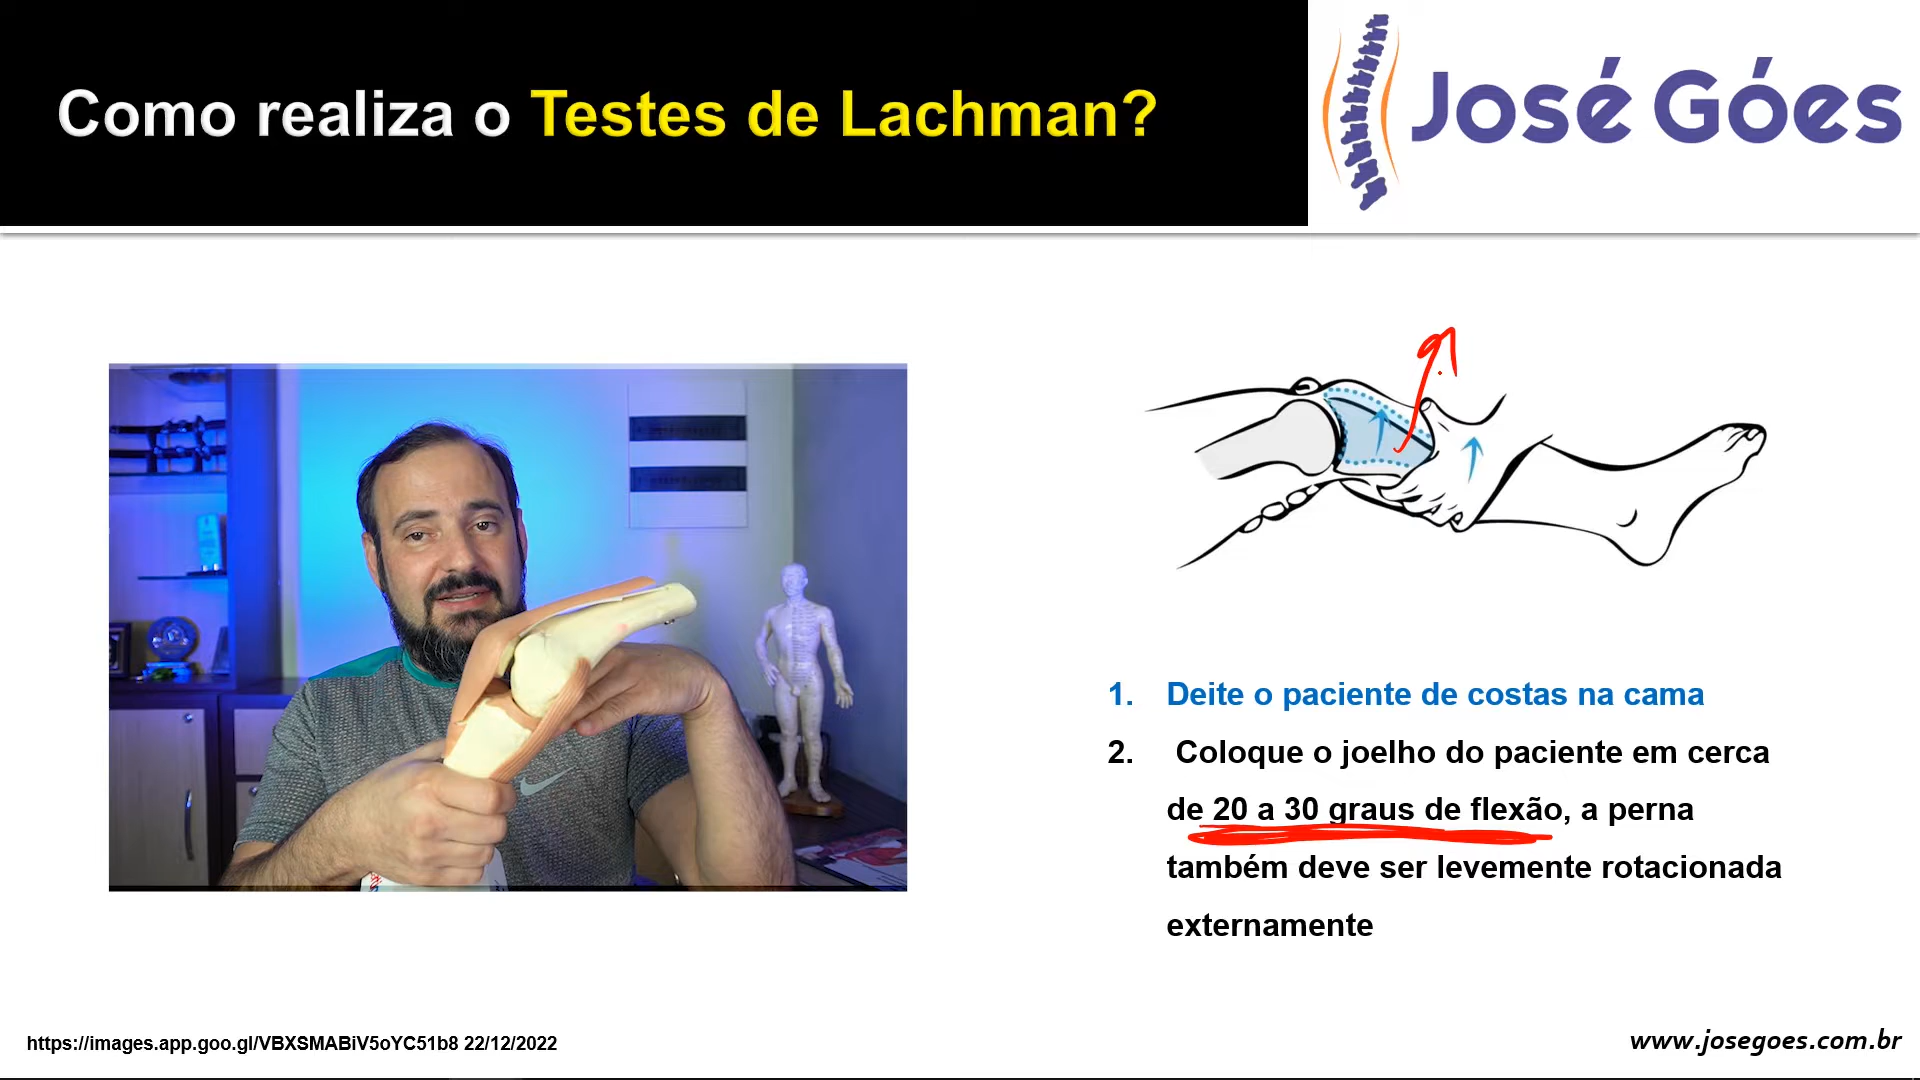 Como realiza o Testes de Lachman?
José Góes
1. Deite o paciente de costas na cama
2. Coloque o joelho do paciente em cerca
de 20 a 30 graus de flexão, a perna
também deve ser levemente rotacionada
externamente
https://images.app.goo.gl/VBXSMABiV5oYC51b8 22/12/2022
www.josegoes.com.br